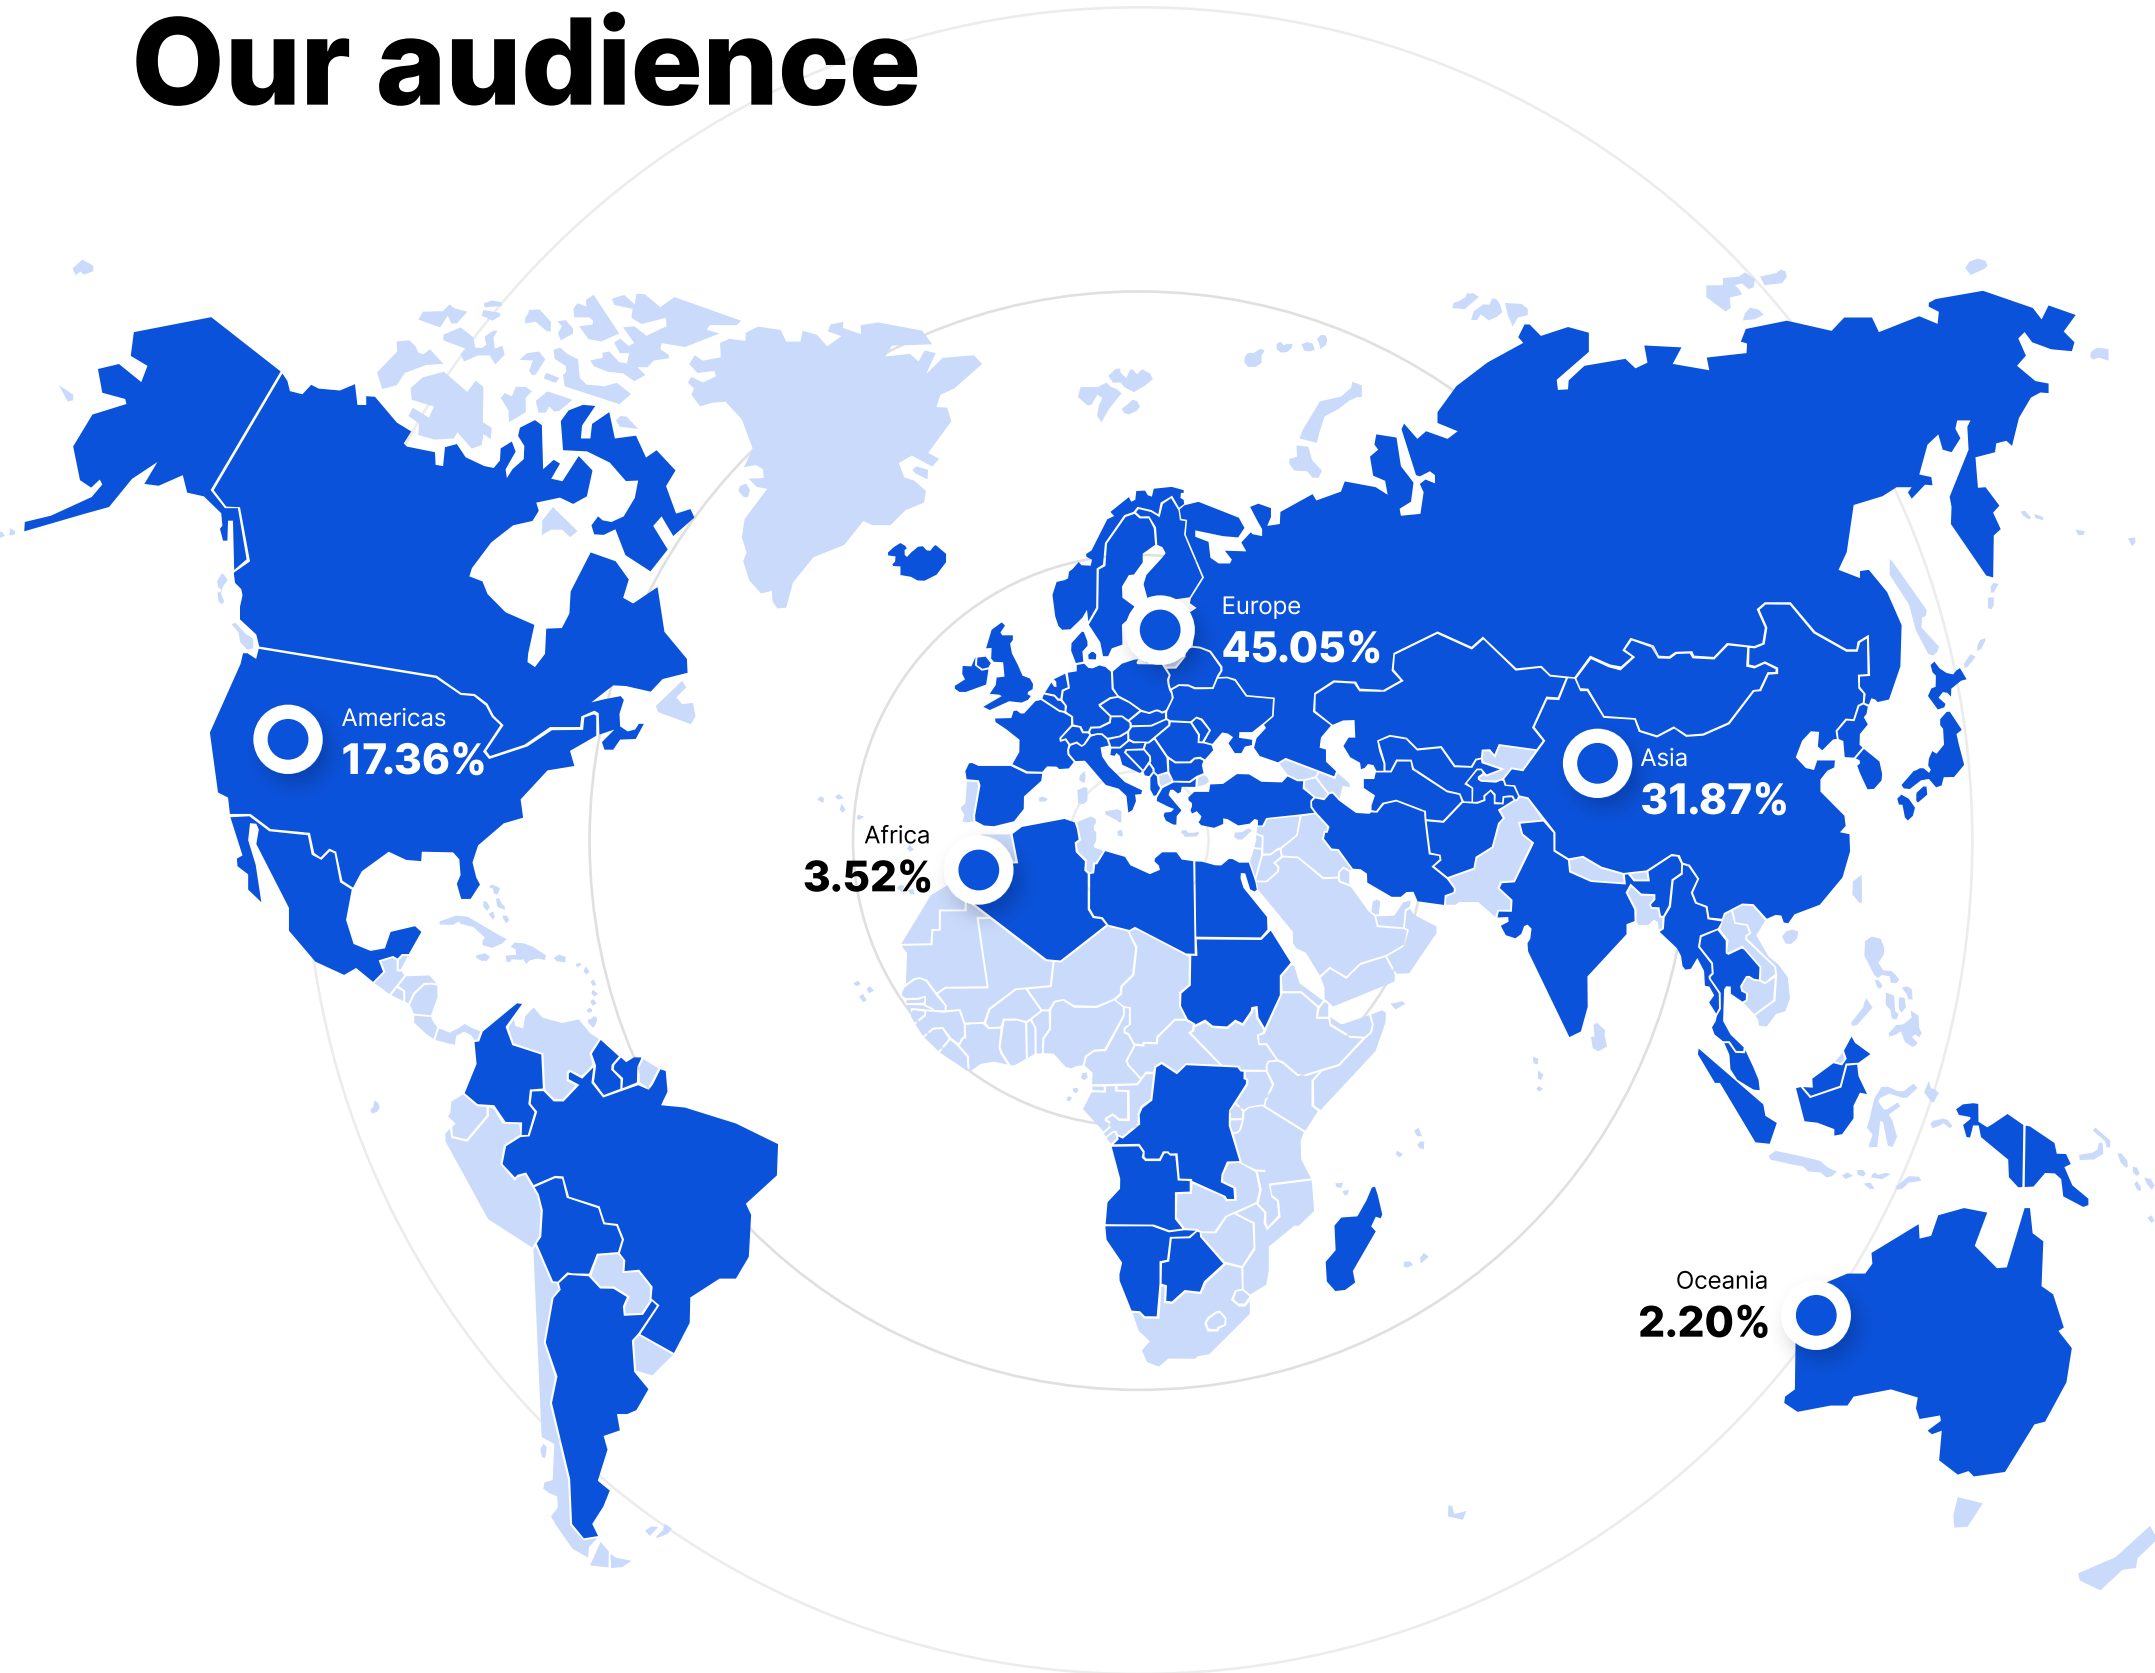 Our audience
Europe
45.05%
Americas
17.36%
Asia
31.87%
Africa
3.52%
Oceania
2.20%